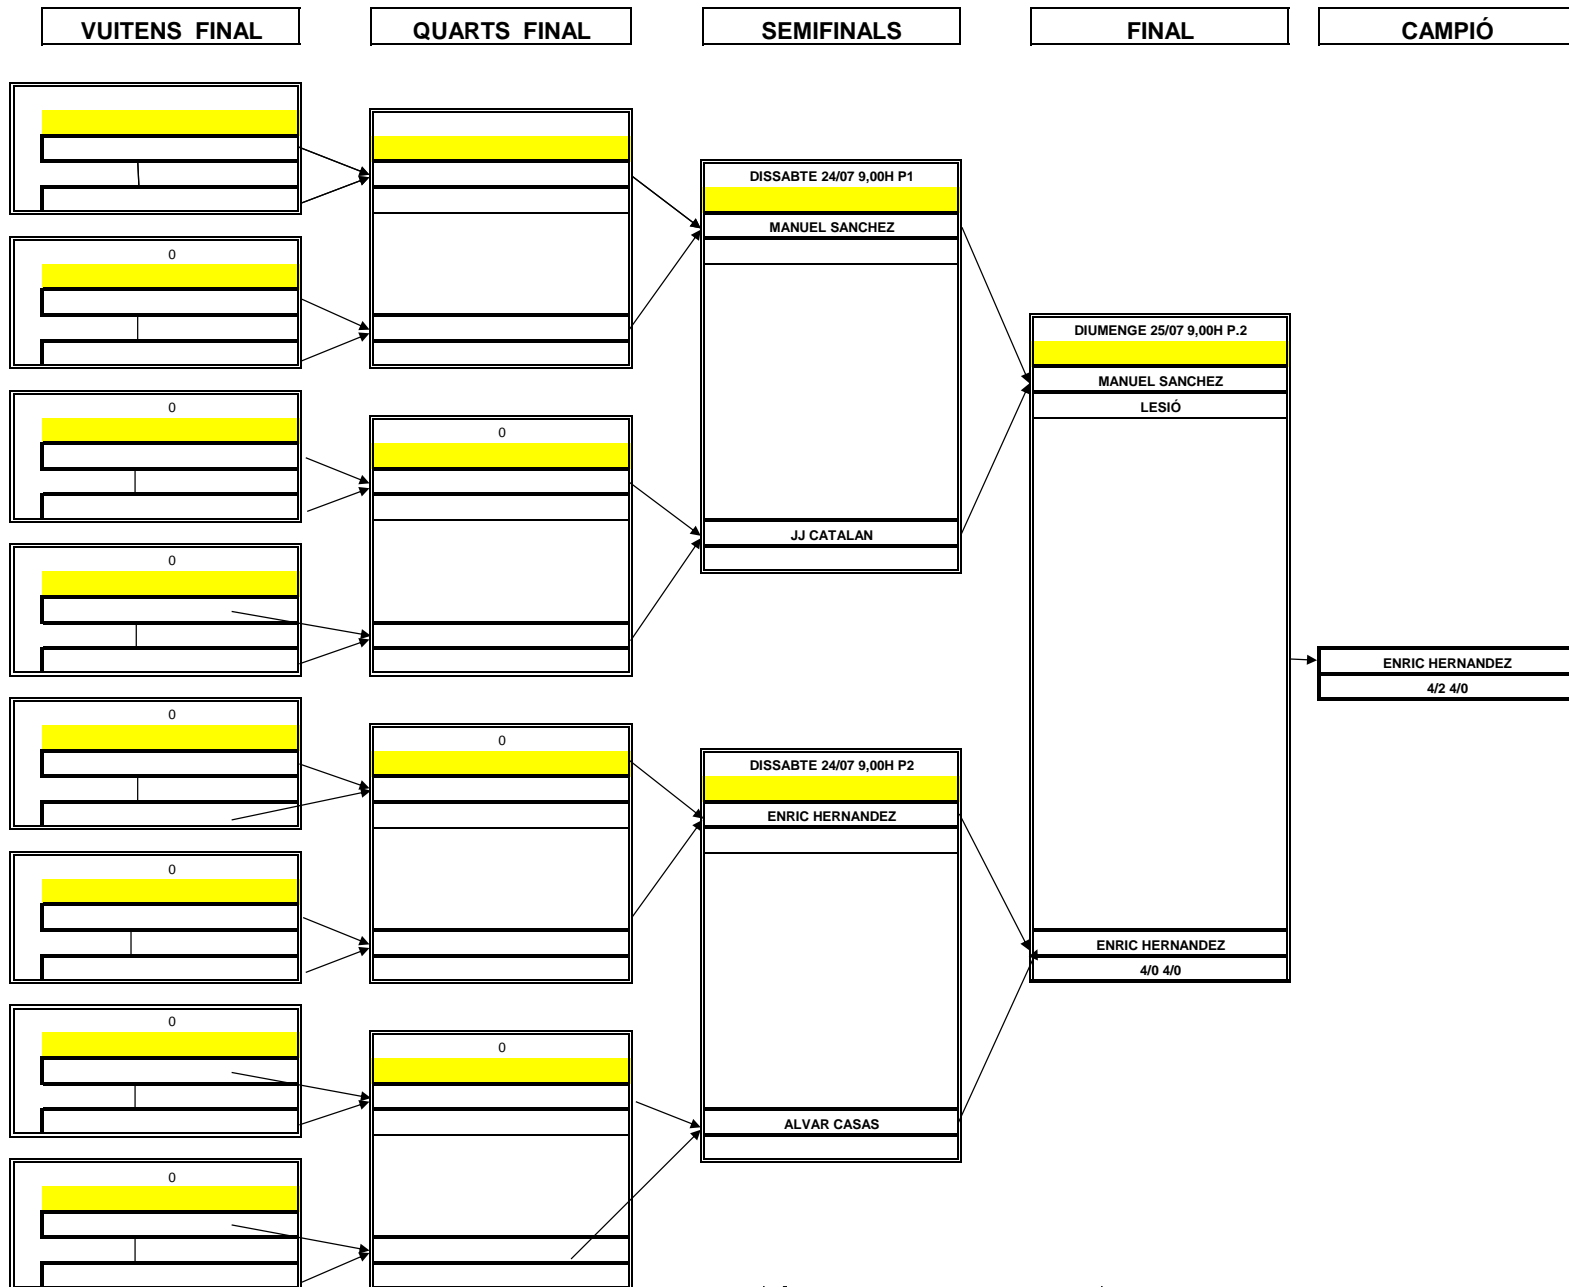 VUITENS FINAL
QUARTS FINAL
SEMIFINALS
FINAL
CAMPIÓ
0
0
0
0
0
0
0
0
0
0
DISSABTE 24/07 9,00H P1
MANUEL SANCHEZ
JJ CATALAN
DISSABTE 24/07 9,00H P2
ENRIC HERNANDEZ
ALVAR CASAS
DIUMENGE 25/07 9,00H P.2
MANUEL SANCHEZ
LESIÓ
ENRIC HERNANDEZ
4/0 4/0
ENRIC HERNANDEZ
4/2 4/0